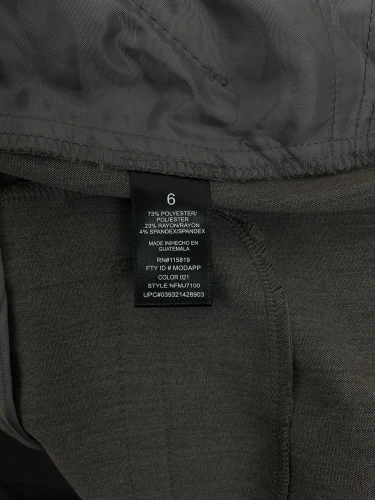 6
73% POLYESTER/
POLIESTER
23% RAYON/RAYON
4% SPANDEX/SPANDEX
MADE IN/HECHO EN
GUATEMALA
RN#115819
FTY ID # MODAPP
COLOR 021
STYLE NFMJ7100
UPC#039321428903